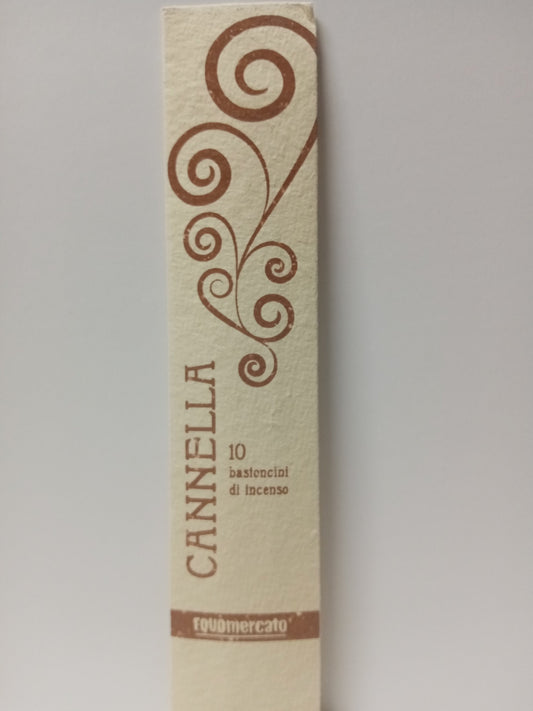 CANNELLA
10
bastoncini
di incenso
EQUOmercato